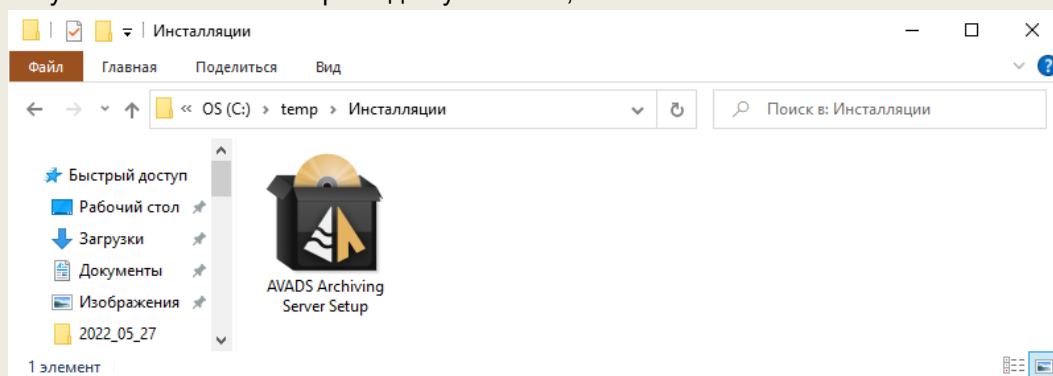 Инсталляции
Файл Главная Поделиться Вид
« OS (C:) › temp › Инсталляции
Поиск в: Инсталляции
Быстрый доступ
Рабочий стол
Загрузки
Документы
Изображения
2022_05_27
AVADS Archiving
Server Setup
1 элемент